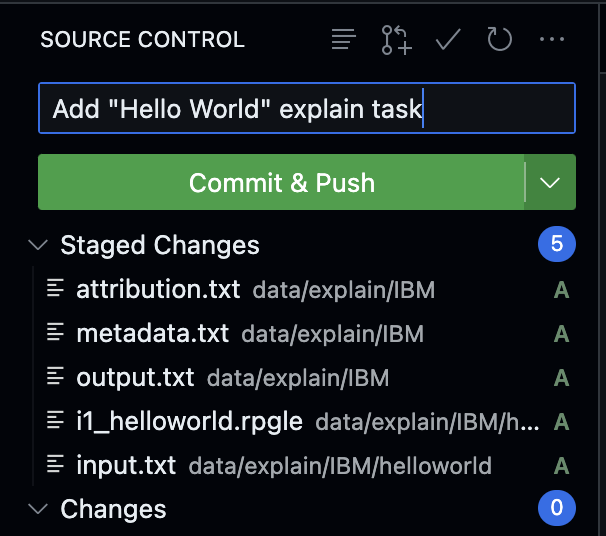 SOURCE CONTROL
Add "Hello World" explain task
Commit & Push
Staged Changes 5
attribution.txt data/explain/IBM A
metadata.txt data/explain/IBM A
output.txt data/explain/IBM A
i1_helloworld.rpgle data/explain/IBM/h... A
input.txt data/explain/IBM/helloworld A
Changes 0